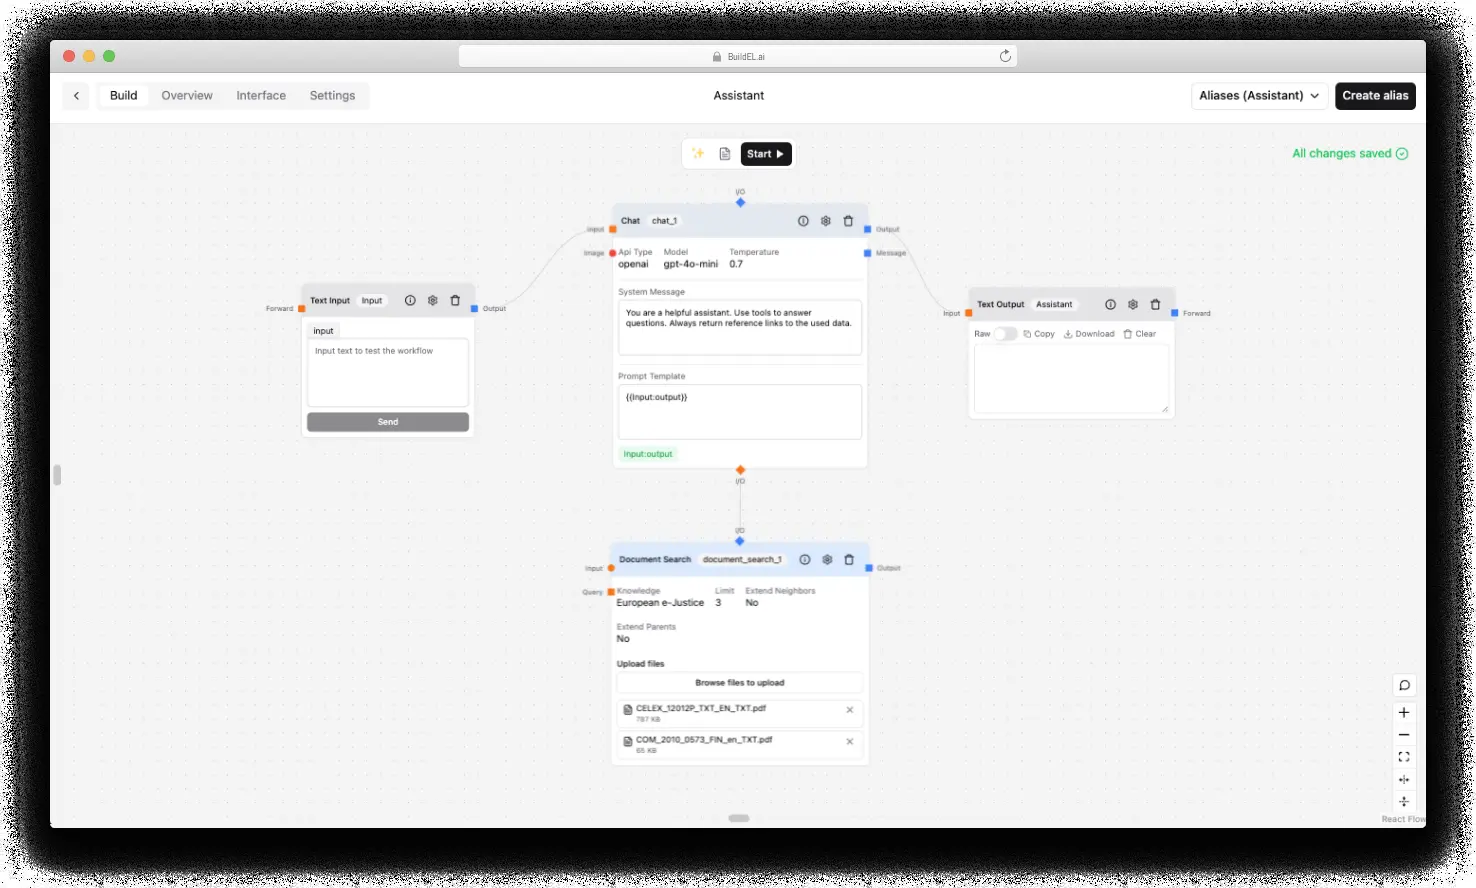 BuildEL.ai
Build Overview Interface Settings
Assistant
Aliases (Assistant)
Create alias
Start
All changes saved
I/O
Chat chat_1
Input
Output
Image
Message
Api Type Model Temperature
openai gpt-4o-mini 0.7
System Message
You are a helpful assistant. Use tools to answer
questions. Always return reference links to the used data.
Prompt Template
{{input:output}}
input:output
I/O
Text Input Input
Forward
Output
input
Input text to test the workflow
Send
Text Output Assistant
Input
Forward
Raw Copy Download Clear
I/O
Document Search document_search_1
Input
Output
Query
Knowledge Limit Extend Neighbors
European e-Justice 3 No
Extend Parents
No
Upload files
Browse files to upload
CELEX_12012P_TXT_EN_TXT.pdf
787 KB
COM_2010_0573_FIN_en_TXT.pdf
65 KB
React Flow